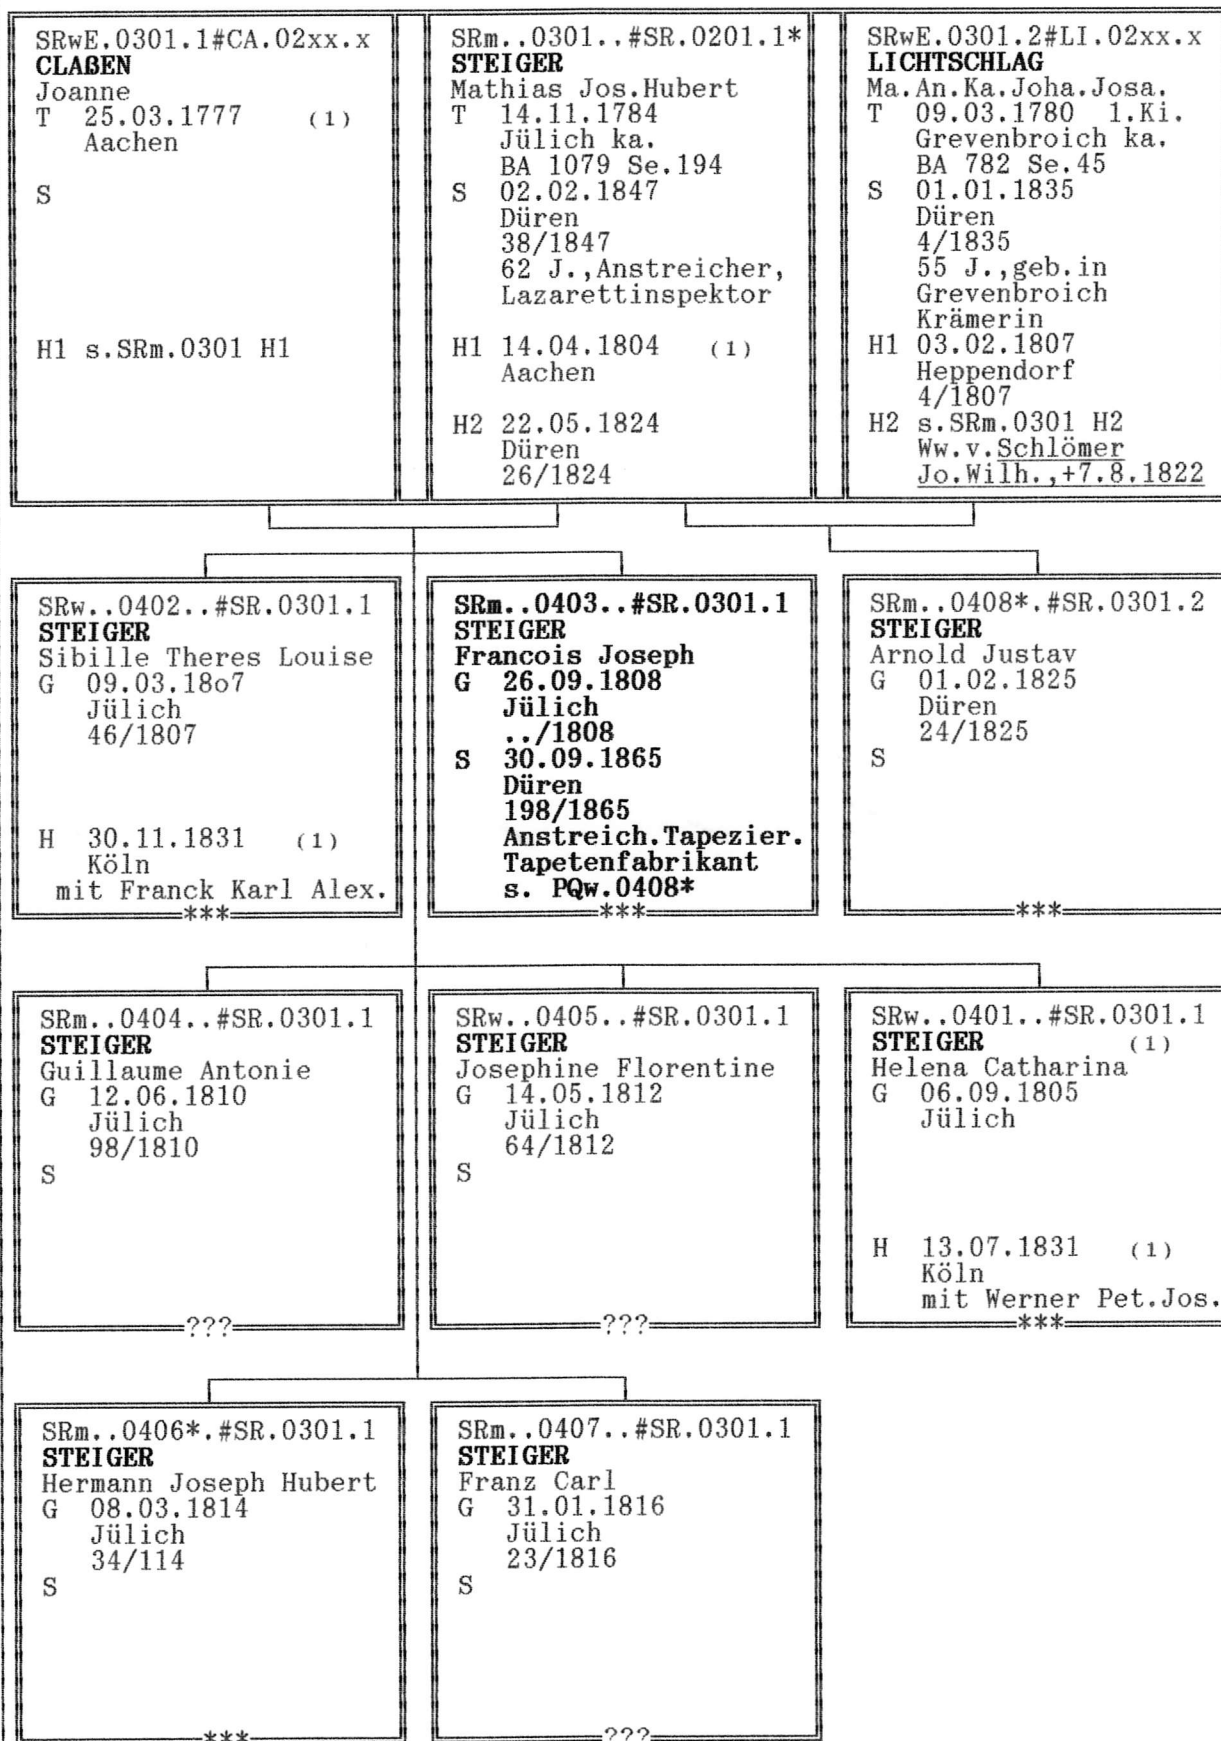 SRwE.0301.1#CA.02xx.x
CLAßEN
Joanne
T 25.03.1777 (1)
Aachen
S
H1 s.SRm.0301 H1
SRm..0301..#SR.0201.1*
STEIGER
Mathias Jos.Hubert
T 14.11.1784
Jülich ka.
BA 1079 Se.194
S 02.02.1847
Düren
38/1847
62 J.,Anstreicher,
Lazarettinspektor
H1 14.04.1804 (1)
Aachen
H2 22.05.1824
Düren
26/1824
SRwE.0301.2#LI.02xx.x
LICHTSCHLAG
Ma.An.Ka.Joha.Josa.
T 09.03.1780 1.Ki.
Grevenbroich ka.
BA 782 Se.45
S 01.01.1835
Düren
4/1835
55 J.,geb.in
Grevenbroich
Krämerin
H1 03.02.1807
Heppendorf
4/1807
H2 s.SRm.0301 H2
Ww.v.Schlömer
Jo.Wilh.,+7.8.1822
SRw..0402..#SR.0301.1
STEIGER
Sibille Theres Louise
G 09.03.18o7
Jülich
46/1807
H 30.11.1831 (1)
Köln
mit Franck Karl Alex.
***
SRm..0403..#SR.0301.1
STEIGER
Francois Joseph
G 26.09.1808
Jülich
../1808
S 30.09.1865
Düren
198/1865
Anstreich.Tapezier.
Tapetenfabrikant
s. PQw.0408*
***
SRm..0408*.#SR.0301.2
STEIGER
Arnold Justav
G 01.02.1825
Düren
24/1825
S
***
SRm..0404..#SR.0301.1
STEIGER
Guillaume Antonie
G 12.06.1810
Jülich
98/1810
S
???
SRw..0405..#SR.0301.1
STEIGER
Josephine Florentine
G 14.05.1812
Jülich
64/1812
S
???
SRw..0401..#SR.0301.1
STEIGER (1)
Helena Catharina
G 06.09.1805
Jülich
H 13.07.1831 (1)
Köln
mit Werner Pet.Jos.
***
SRm..0406*.#SR.0301.1
STEIGER
Hermann Joseph Hubert
G 08.03.1814
Jülich
34/114
S
***
SRm..0407..#SR.0301.1
STEIGER
Franz Carl
G 31.01.1816
Jülich
23/1816
S
???